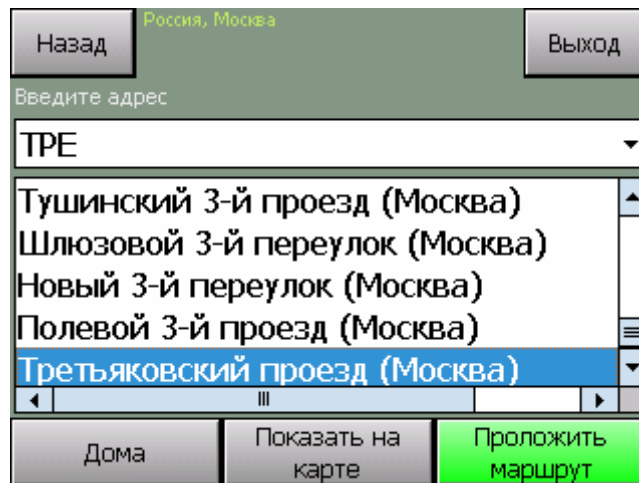 Назад
Россия, Москва
Выход
Введите адрес
ТРЕ
Тушинский 3-й проезд (Москва)
Шлюзовой 3-й переулок (Москва)
Новый 3-й переулок (Москва)
Полевой 3-й проезд (Москва)
Третьяковский проезд (Москва)
Дома
Показать на
карте
Проложить
маршрут